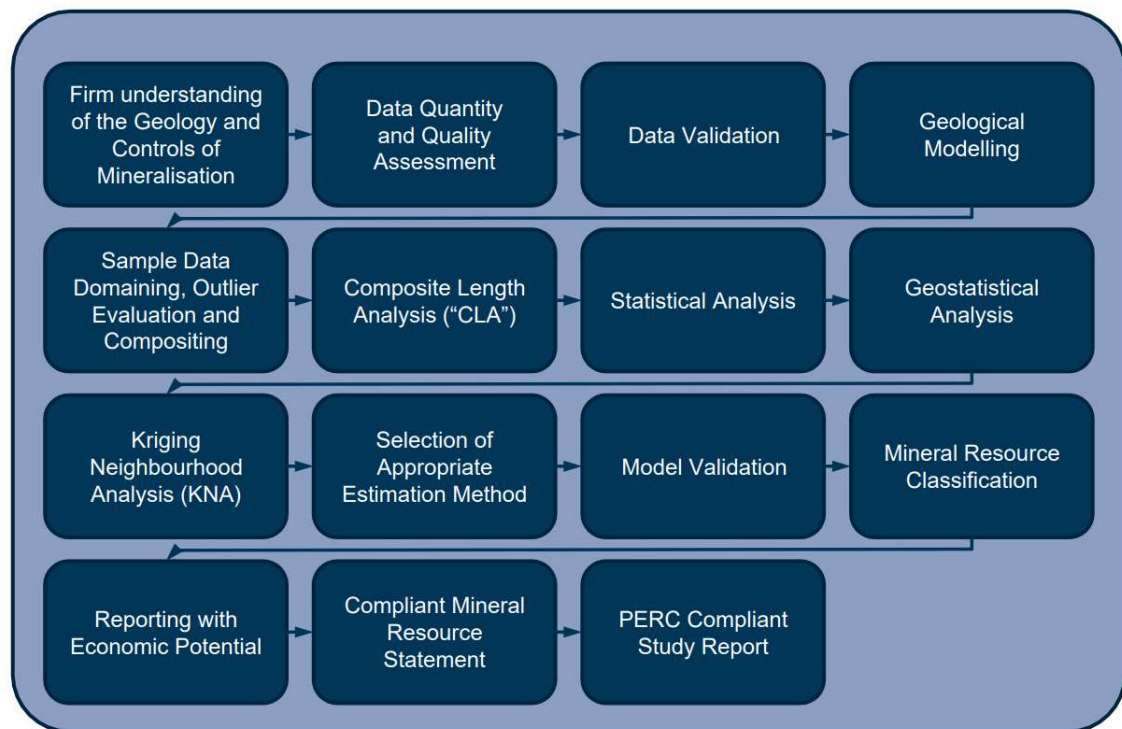 Firm understanding
of the Geology and
Controls of
Mineralisation
Data Quantity
and Quality
Assessment
Data Validation
Geological
Modelling
Sample Data
Domaining, Outlier
Evaluation and
Compositing
Composite Length
Analysis (“CLA”)
Statistical Analysis
Geostatistical
Analysis
Kriging
Neighbourhood
Analysis (KNA)
Selection of
Appropriate
Estimation Method
Model Validation
Mineral Resource
Classification
Reporting with
Economic Potential
Compliant Mineral
Resource
Statement
PERC Compliant
Study Report